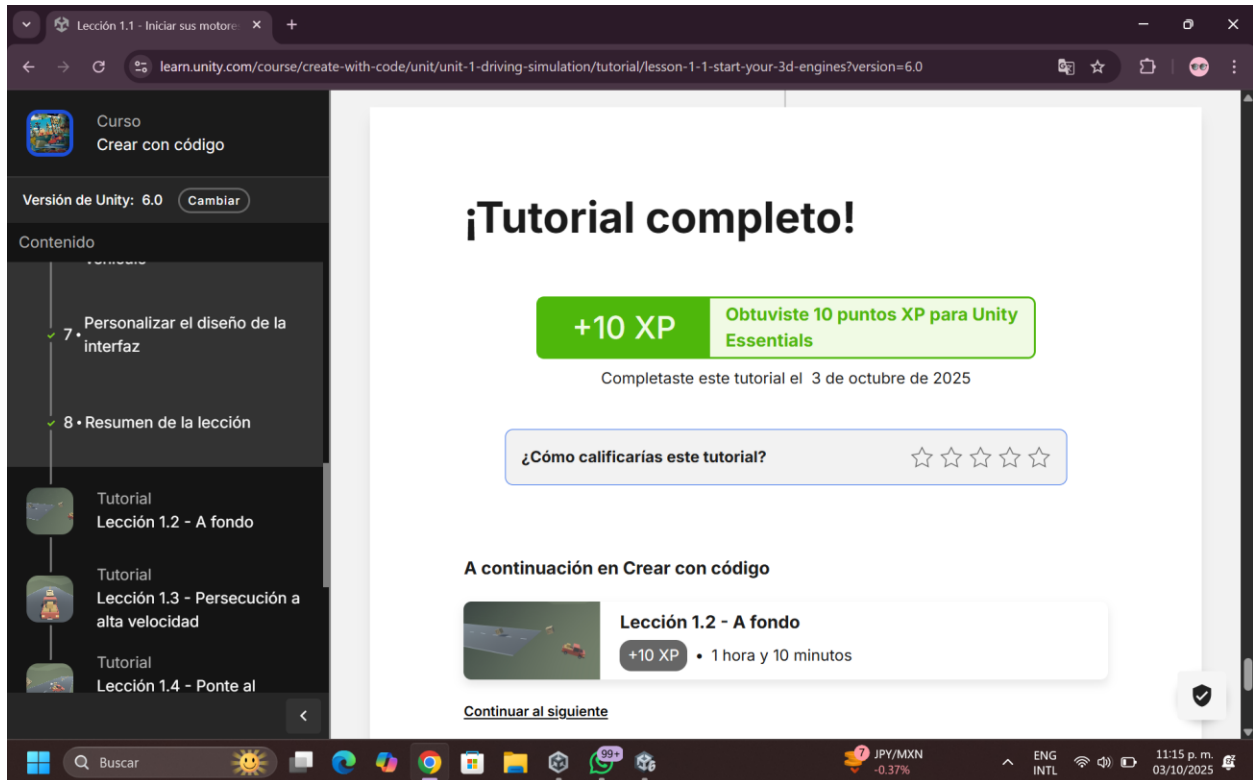 Lección 1.1 - Iniciar sus motore
learn.unity.com/course/create-with-code/unit/unit-1-driving-simulation/tutorial/lesson-1-1-start-your-3d-engines?version=6.0
Curso
Crear con código
Versión de Unity: 6.0 Cambiar
Contenido
7 • Personalizar el diseño de la
interfaz
8 • Resumen de la lección
Tutorial
Lección 1.2 - A fondo
Tutorial
Lección 1.3 - Persecución a
alta velocidad
Tutorial
Lección 1.4 - Ponte al
¡Tutorial completo!
+10 XP
Obtuviste 10 puntos XP para Unity
Essentials
Completaste este tutorial el 3 de octubre de 2025
¿Cómo calificarías este tutorial?
A continuación en Crear con código
Lección 1.2 - A fondo
+10 XP • 1 hora y 10 minutos
Continuar al siguiente
Buscar
99+
7
JPY/MXN
-0.37%
ENG
INTL
11:15 p. m.
03/10/2025